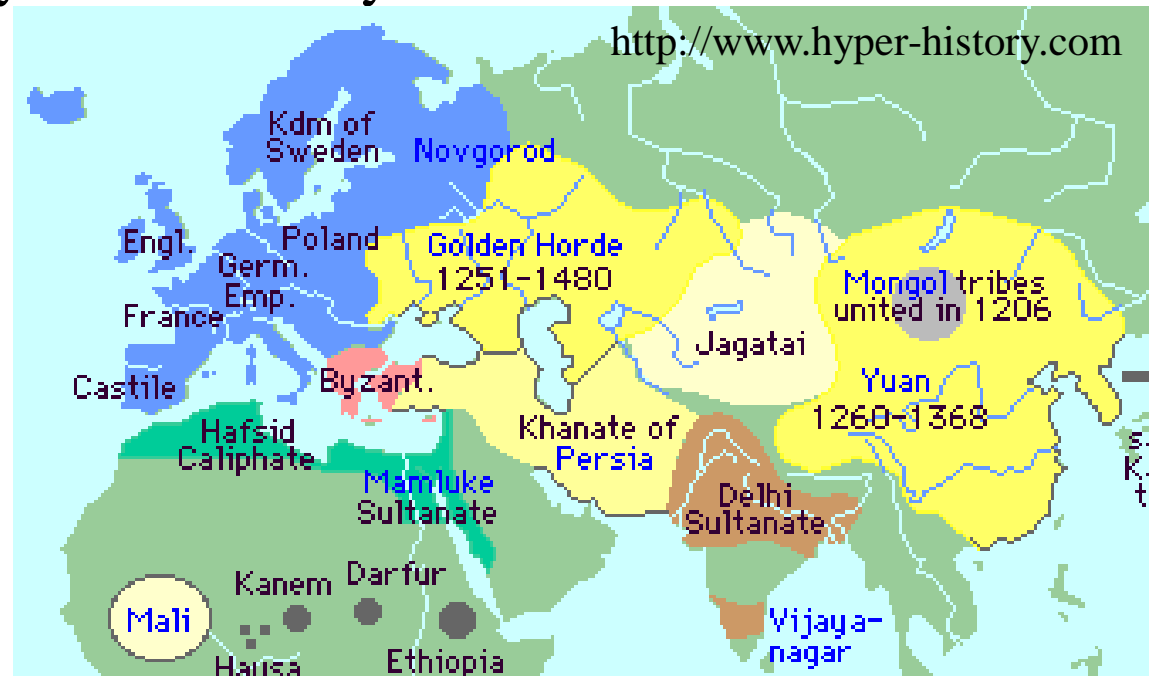 http://www.hyper-history.com
Kdm of
Sweden
Novgorod
Engl.
Poland
Germ.
Emp.
Golden Horde
1251-1480
Mongol tribes
united in 1206
France
Jagatai
Castile
Byzant.
Yuan
1260-1368
Hafsid
Caliphate
Khanate of
Persia
Mamluke
Sultanate
Delhi
Sultanate
Kanem
Darfur
Mali
Vijaya-
nagar
Hausa
Ethiopia